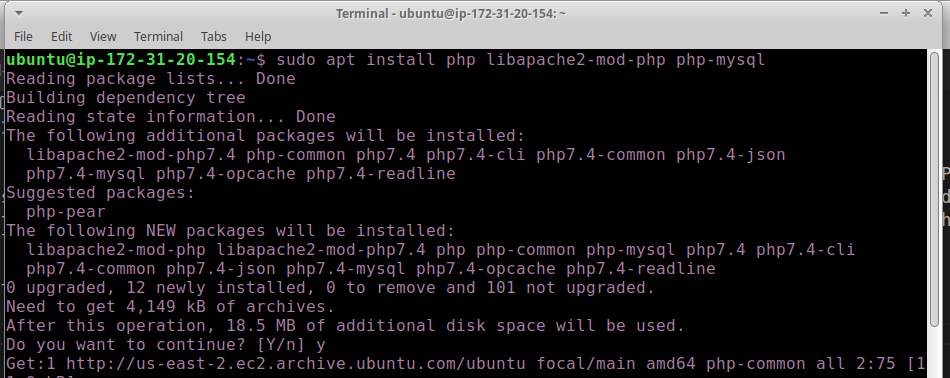 Terminal - ubuntu@ip-172-31-20-154: ~
File Edit View Terminal Tabs Help
ubuntu@ip-172-31-20-154:~$ sudo apt install php libapache2-mod-php php-mysql
Reading package lists... Done
Building dependency tree
Reading state information... Done
The following additional packages will be installed:
  libapache2-mod-php7.4 php-common php7.4 php7.4-cli php7.4-common php7.4-json
  php7.4-mysql php7.4-opcache php7.4-readline
Suggested packages:
  php-pear
The following NEW packages will be installed:
  libapache2-mod-php libapache2-mod-php7.4 php php-common php-mysql php7.4 php7.4-cli
  php7.4-common php7.4-json php7.4-mysql php7.4-opcache php7.4-readline
0 upgraded, 12 newly installed, 0 to remove and 101 not upgraded.
Need to get 4,149 kB of archives.
After this operation, 18.5 MB of additional disk space will be used.
Do you want to continue? [Y/n] y
Get:1 http://us-east-2.ec2.archive.ubuntu.com/ubuntu focal/main amd64 php-common all 2:75 [1